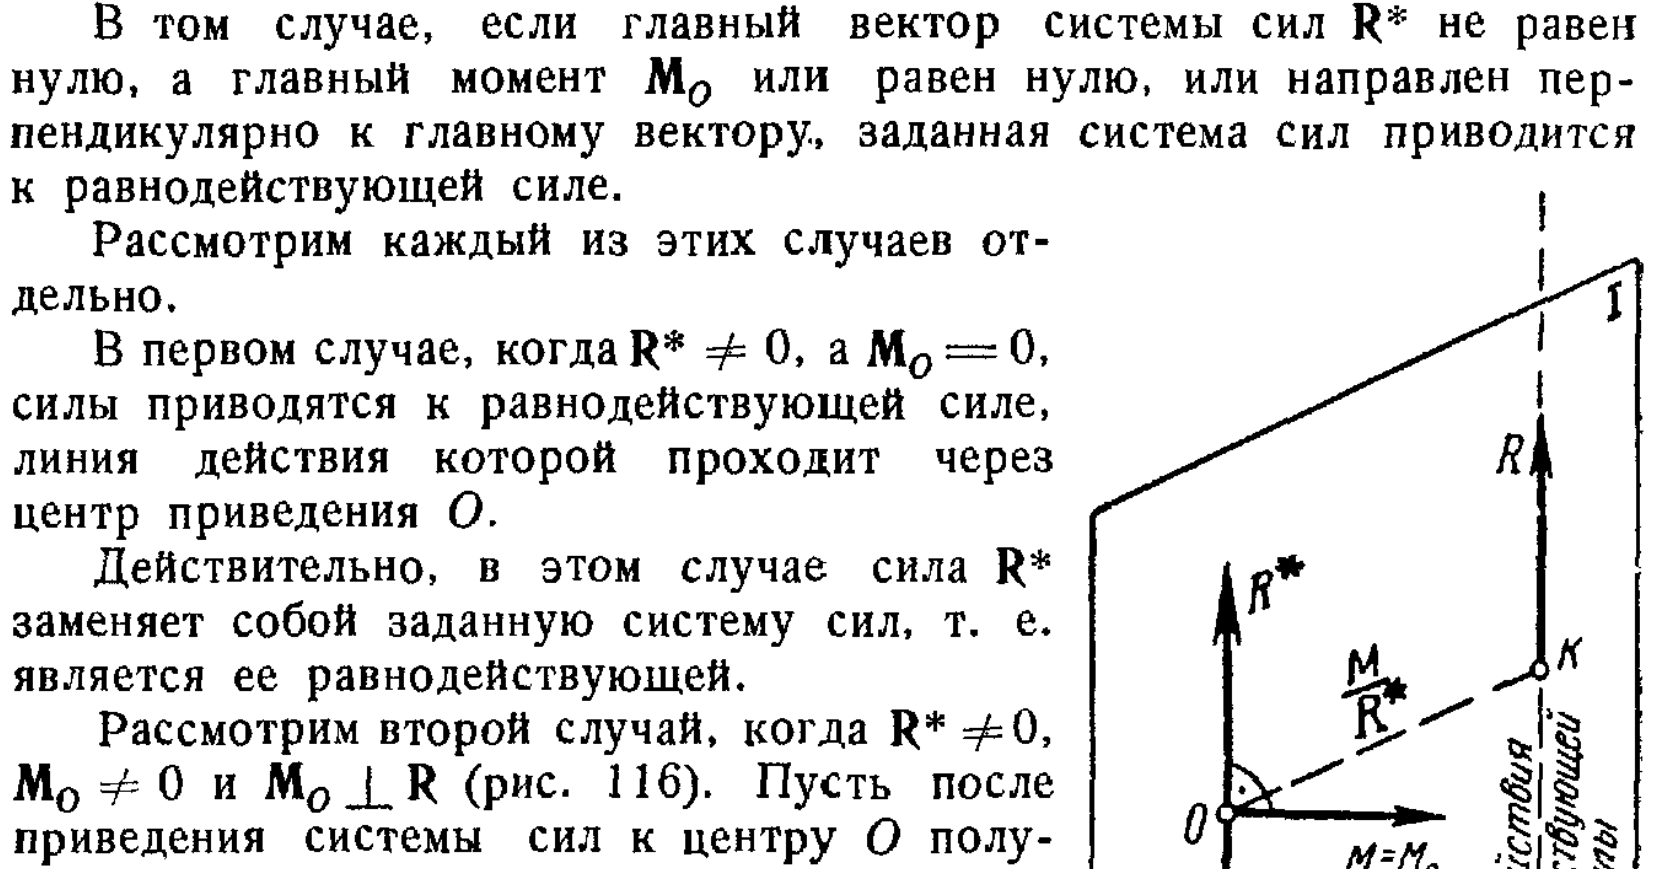 В том случае, если главный вектор системы сил R* не равен
нулю, а главный момент M_O или равен нулю, или направлен пер-
пендикулярно к главному вектору, заданная система сил приводится
к равнодействующей силе.
Рассмотрим каждый из этих случаев от-
дельно.
В первом случае, когда R* ≠ 0, а M_O = 0,
силы приводятся к равнодействующей силе,
линия действия которой проходит через
центр приведения O.
Действительно, в этом случае сила R*
заменяет собой заданную систему сил, т. е.
является ее равнодействующей.
Рассмотрим второй случай, когда R* ≠ 0,
M_O ≠ 0 и M_O ⊥ R (рис. 116). Пусть после
приведения системы сил к центру O полу-
I
R
R*
K
M/R*
O
M=M_O